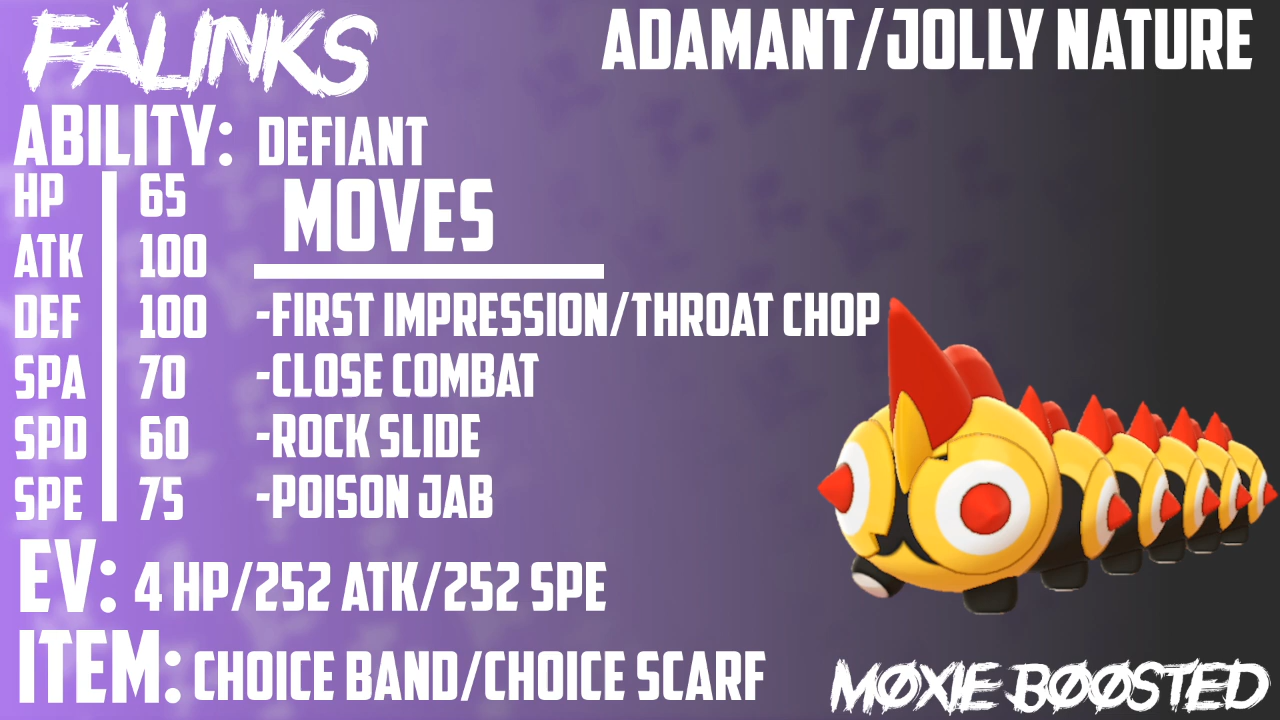 FALINKS
ADAMANT/JOLLY NATURE
ABILITY: DEFIANT
HP 65
ATK 100
DEF 100
SPA 70
SPD 60
SPE 75
MOVES
-FIRST IMPRESSION/THROAT CHOP
-CLOSE COMBAT
-ROCK SLIDE
-POISON JAB
EV: 4 HP/252 ATK/252 SPE
ITEM: CHOICE BAND/CHOICE SCARF
MØXIE BØØSTED